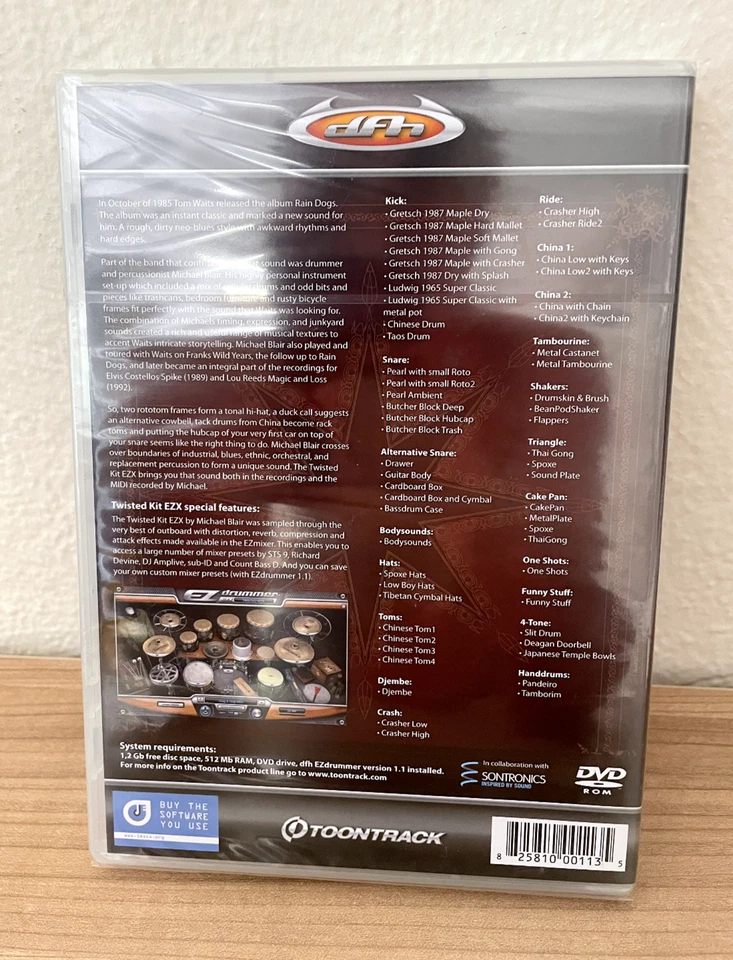 dfh
In October of 1985 Tom Waits released the album Rain Dogs.
The album was an instant classic and marked a new sound for
him. A rough, dirty neo-blues style with awkward rhythms and
hard edges.
Part of the band that sound was drummer
and percussionist Michael Blair. His highly personal instrument
set-up which included a mix of drums and odd bits and
pieces like trashcans, bedroom furniture and rusty bicycle
frames fit perfectly with the sound that Waits was looking for.
The combination of Michaels timing, expression, and junkyard
sounds created a rich and useful range of musical textures to
accent Waits intricate storytelling. Michael Blair also played and
toured with Waits on Franks Wild Years, the follow up to Rain
Dogs, and later became an integral part of the recordings for
Elvis Costellos Spike (1989) and Lou Reeds Magic and Loss
(1992).
So, two rototom frames form a tonal hi-hat, a duck call suggests
an alternative cowbell, tack drums from China become rack
toms and putting the hubcap of your very first car on top of
your snare seems like the right thing to do. Michael Blair crosses
over boundaries of industrial, blues, ethnic, orchestral, and
replacement percussion to form a unique sound. The Twisted
Kit EZX brings you that sound both in the recordings and the
MIDI recorded by Michael.
Twisted Kit EZX special features:
The Twisted Kit EZX by Michael Blair was sampled through the
very best of outboard with distortion, reverb, compression and
attack effects made available in the EZmixer. This enables you to
access a large number of mixer presets by STS 9, Richard
Devine, DJ Amplive, sub-ID and Count Bass D. And you can save
your own custom mixer presets (with EZdrummer 1.1).
EZ drummer
Kick:
• Gretsch 1987 Maple Dry
• Gretsch 1987 Maple Hard Mallet
• Gretsch 1987 Maple Soft Mallet
• Gretsch 1987 Maple with Gong
• Gretsch 1987 Maple with Crasher
• Gretsch 1987 Dry with Splash
• Ludwig 1965 Super Classic
• Ludwig 1965 Super Classic with
metal pot
• Chinese Drum
• Taos Drum
Snare:
• Pearl with small Roto
• Pearl with small Roto2
• Pearl Ambient
• Butcher Block Deep
• Butcher Block Hubcap
• Butcher Block Trash
Alternative Snare:
• Drawer
• Guitar Body
• Cardboard Box
• Cardboard Box and Cymbal
• Bassdrum Case
Bodysounds:
• Bodysounds
Hats:
• Spoxe Hats
• Low Boy Hats
• Tibetan Cymbal Hats
Toms:
• Chinese Tom1
• Chinese Tom2
• Chinese Tom3
• Chinese Tom4
Djembe:
• Djembe
Crash:
• Crasher Low
• Crasher High
Ride:
• Crasher High
• Crasher Ride2
China 1:
• China Low with Keys
• China Low2 with Keys
China 2:
• China with Chain
• China2 with Keychain
Tambourine:
• Metal Castanet
• Metal Tambourine
Shakers:
• Drumskin & Brush
• BeanPodShaker
• Flappers
Triangle:
• Thai Gong
• Spoxe
• Sound Plate
Cake Pan:
• CakePan
• MetalPlate
• Spoxe
• ThaiGong
One Shots:
• One Shots
Funny Stuff:
• Funny Stuff
4-Tone:
• Slit Drum
• Deagan Doorbell
• Japanese Temple Bowls
Handdrums:
• Pandeiro
• Tamborim
System requirements:
1,2 Gb free disc space, 512 Mb RAM, DVD drive, dfh EZdrummer version 1.1 installed.
For more info on the Toontrack product line go to www.toontrack.com
In collaboration with
SONTRONICS
INSPIRED BY SOUND
DVD
ROM
BUY THE
SOFTWARE
YOU USE
TOONTRACK
8 25810 00113 5